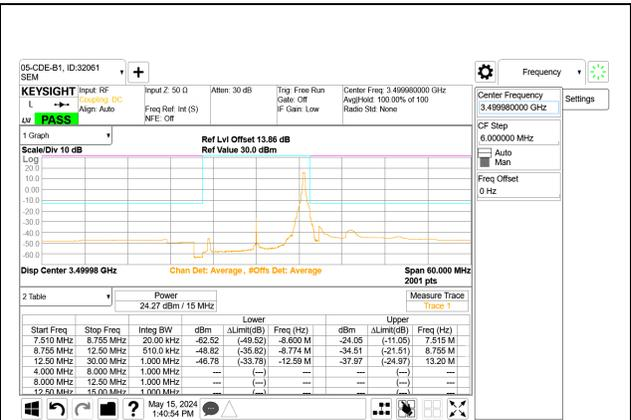 05-CDE-B1, ID:32061
SEM
Frequency
KEYSIGHT Input: RF Input Z: 50 Ω Atten: 30 dB Trig: Free Run Center Freq: 3.499980000 GHz
Coupling: DC Gate: Off Avg|Hold: 100.00% of 100
L Align: Auto Freq Ref: Int (S) IF Gain: Low Radio Std: None
NFE: Off
PASS
Center Frequency
3.499980000 GHz
Settings
CF Step
6.000000 MHz
Auto
Man
Freq Offset
0 Hz
1 Graph
Ref Lvl Offset 13.86 dB
Scale/Div 10 dB Ref Value 30.0 dBm
Log
20.0
10.0
0.00
-10.0
-20.0
-30.0
-40.0
-50.0
-60.0
Disp Center 3.49998 GHz Chan Det: Average, #Offs Det: Average Span 60.000 MHz
2001 pts
2 Table Power Measure Trace
24.27 dBm / 15 MHz Trace 1
Lower Upper
Start Freq Stop Freq Integ BW dBm ΔLimit(dB) Freq (Hz) dBm ΔLimit(dB) Freq (Hz)
7.510 MHz 8.755 MHz 20.00 kHz -62.52 (-49.52) -8.600 M -24.05 (-11.05) 7.515 M
8.755 MHz 12.50 MHz 510.0 kHz -48.82 (-35.82) -8.774 M -34.51 (-21.51) 8.755 M
12.50 MHz 30.00 MHz 1.000 MHz -46.78 (-33.78) -12.59 M -37.97 (-24.97) 13.20 M
4.000 MHz 8.000 MHz 1.000 MHz --- (---) --- (---)
8.000 MHz 12.50 MHz 1.000 MHz --- (---) --- (---)
12.50 MHz 15.00 MHz 1.000 MHz --- (---) --- (---)
May 15, 2024
1:40:54 PM